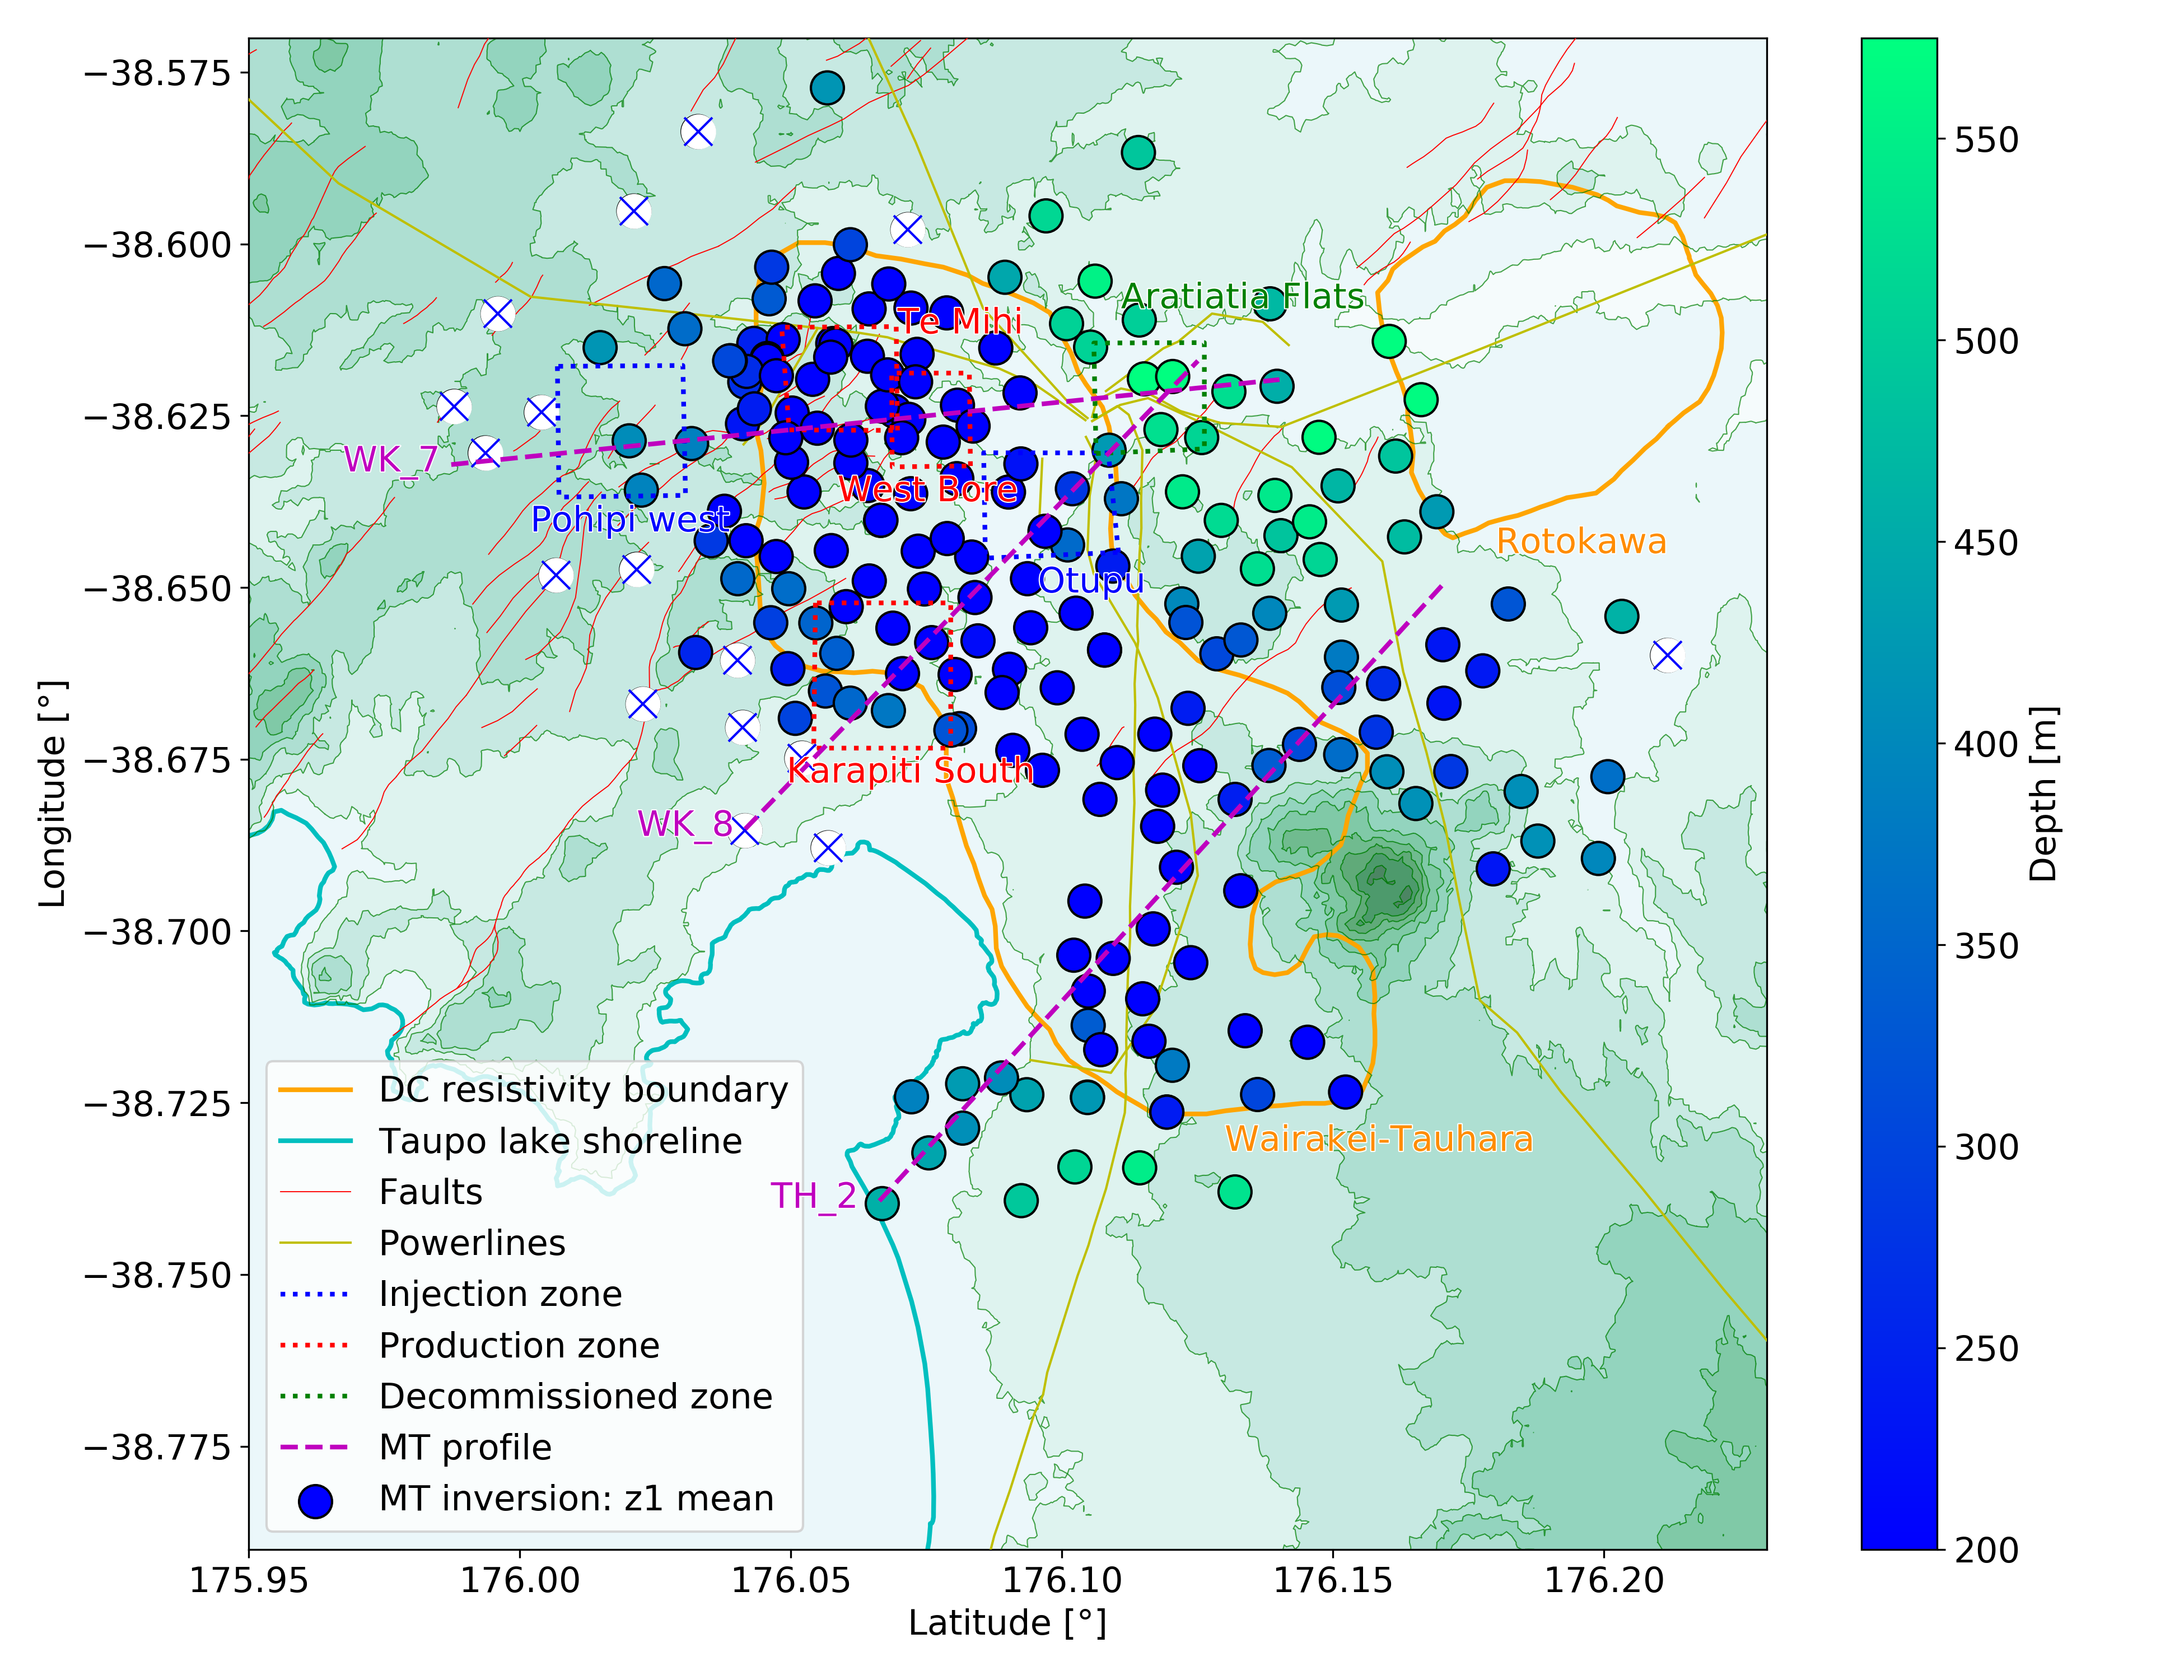 −38.575
−38.600
−38.625
−38.650
−38.675
−38.700
−38.725
−38.750
−38.775
Longitude [°]
175.95
176.00
176.05
176.10
176.15
176.20
Latitude [°]
Aratiatia Flats
Te Mihi
WK_7
West Bore
Pohipi west
Rotokawa
Otupu
Karapiti South
WK_8
Wairakei-Tauhara
TH_2
DC resistivity boundary
Taupo lake shoreline
Faults
Powerlines
Injection zone
Production zone
Decommissioned zone
MT profile
MT inversion: z1 mean
550
500
450
400
350
300
250
200
Depth [m]